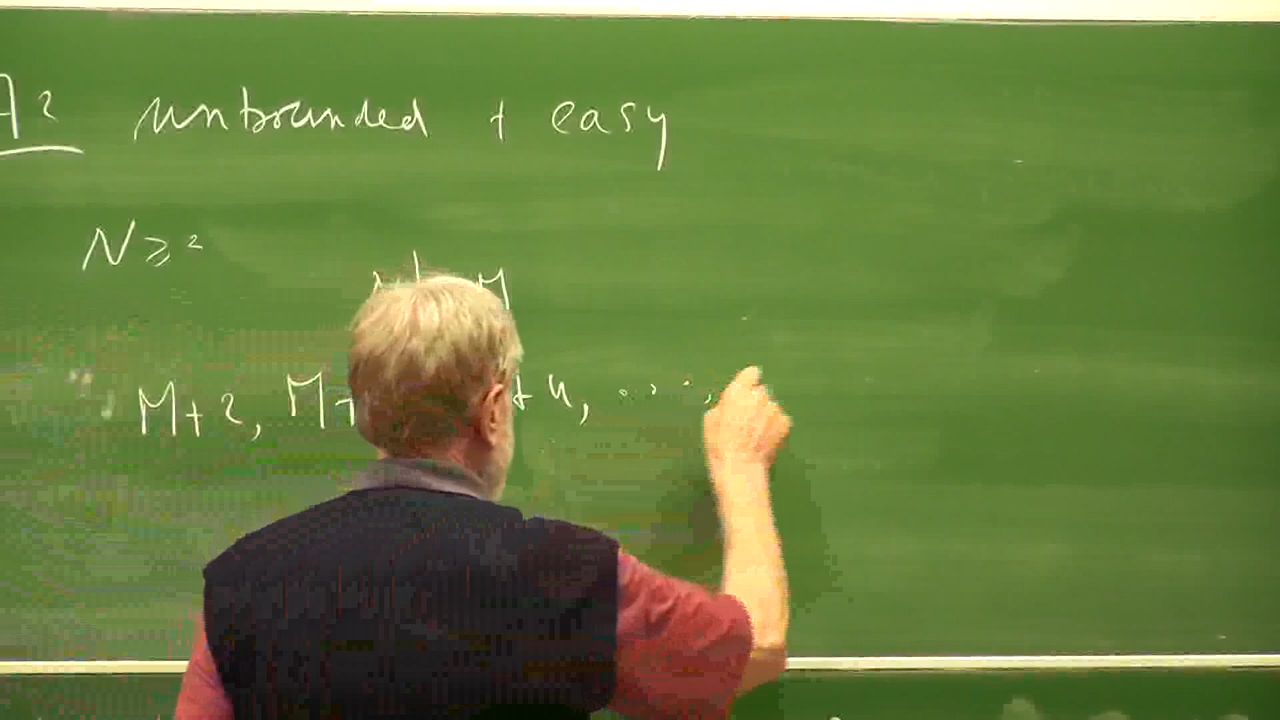 A2 unbounded + easy
N ≥ 2
M
M+2, M+ + 4, ...,